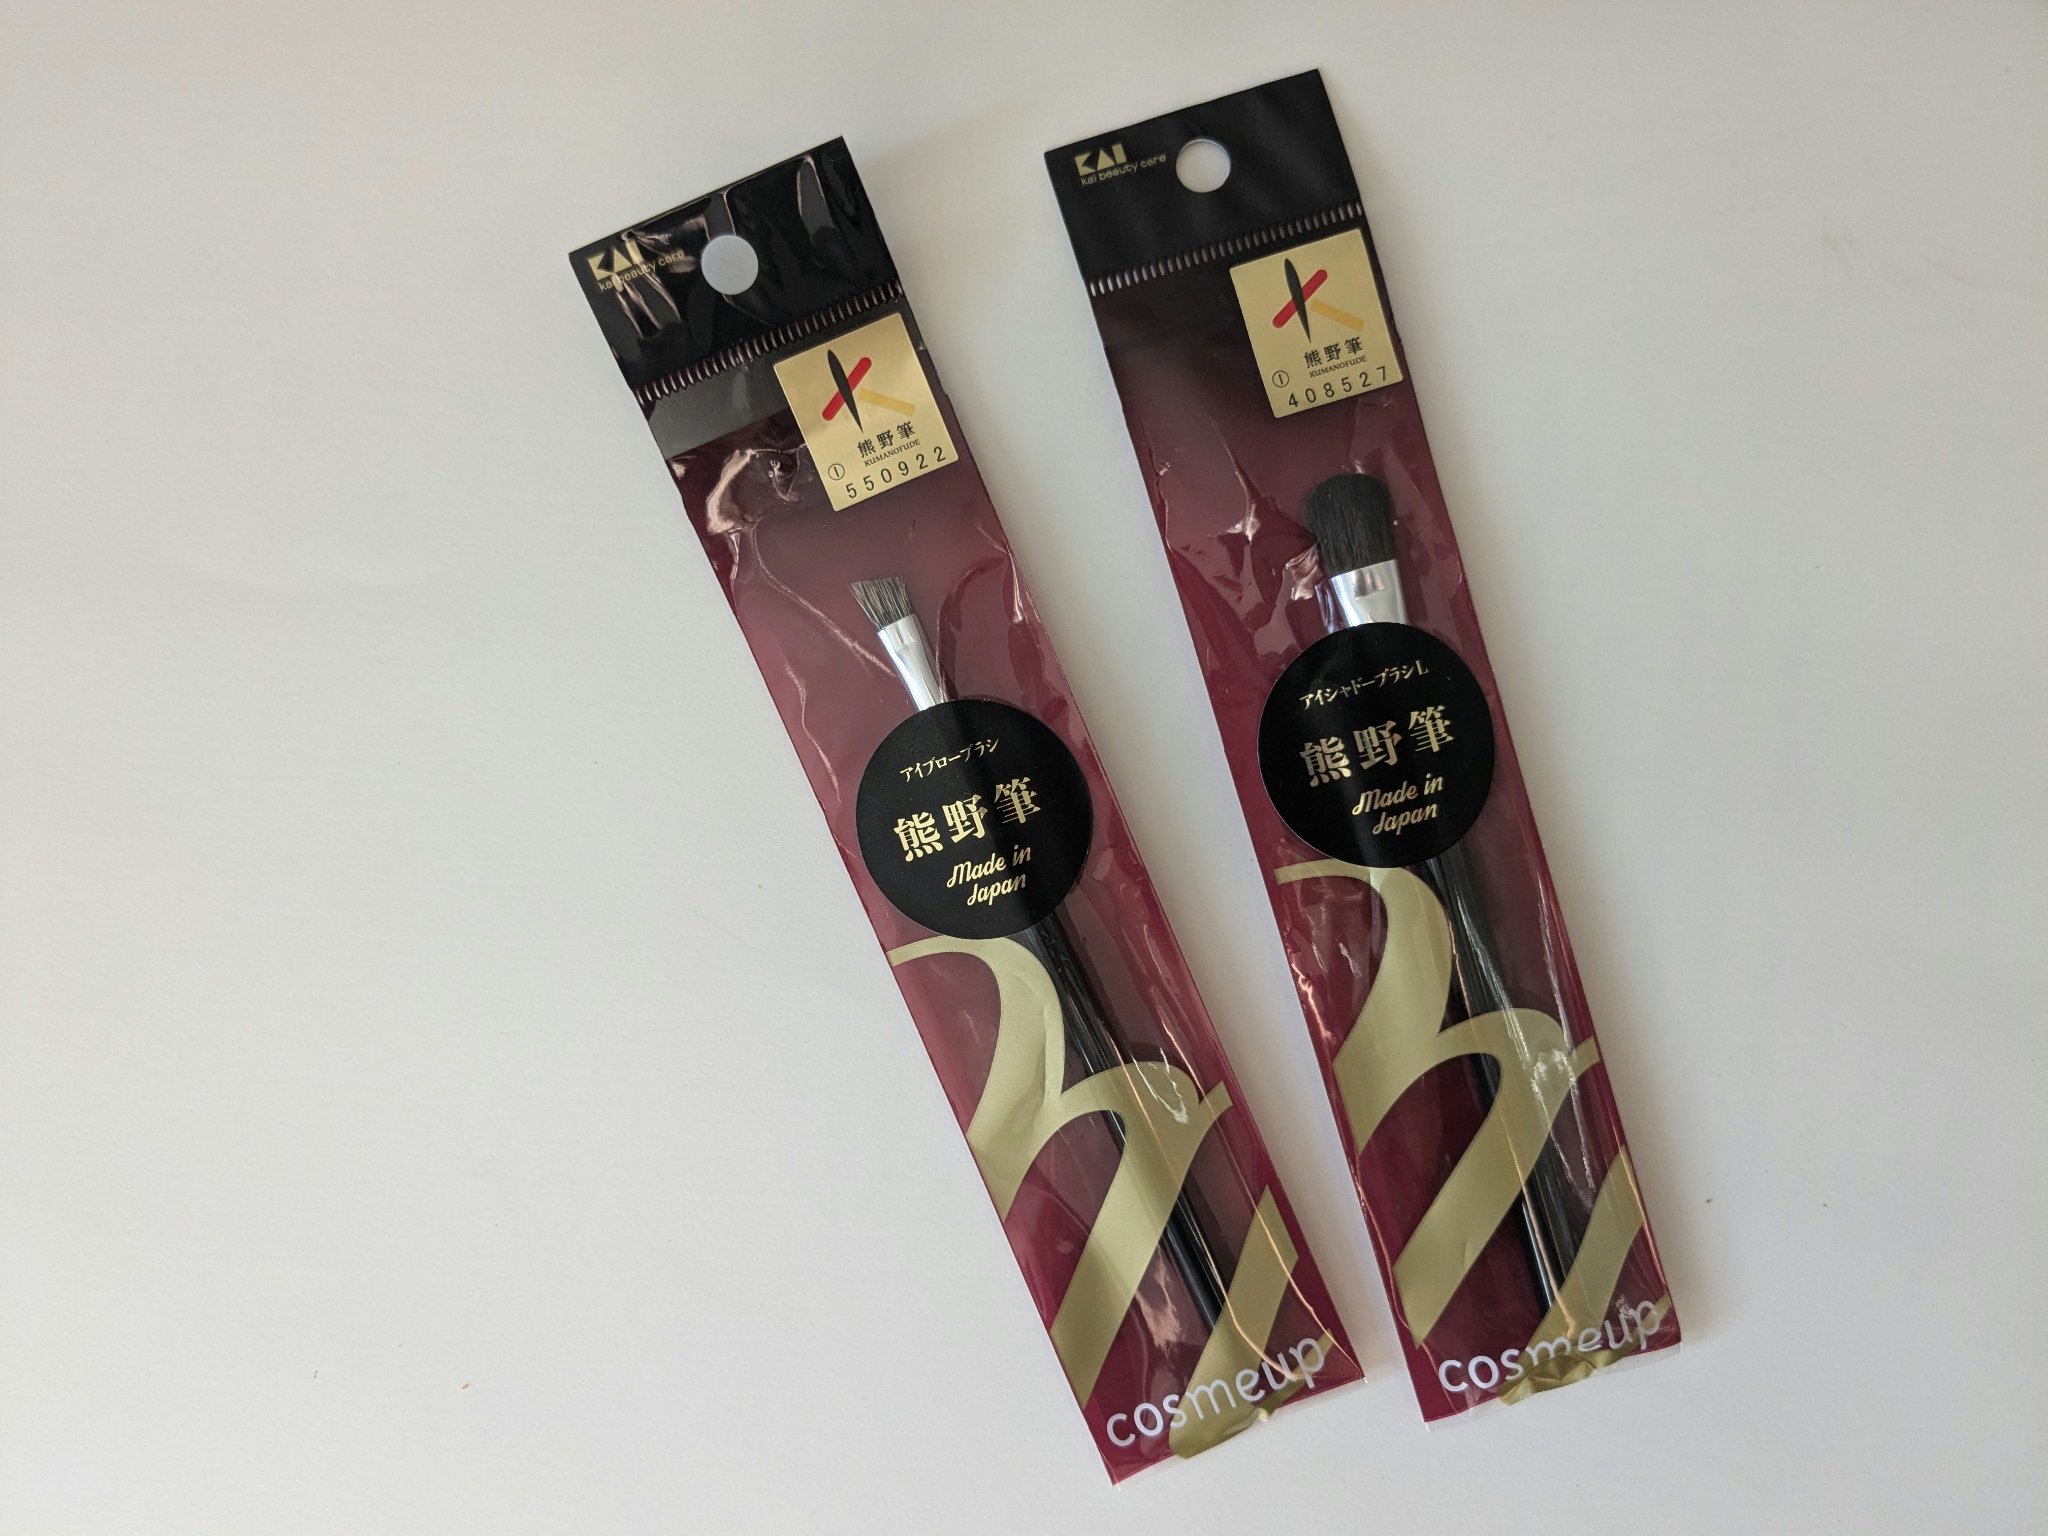 KAI
kai beauty care
熊野筆
KUMANOFUDE
① 550922
アイブローブラシ
熊野筆
Made in
Japan
cosmeup
KAI
kai beauty care
熊野筆
KUMANOFUDE
① 408527
アイシャドーブラシL
熊野筆
Made in
Japan
cosmeup